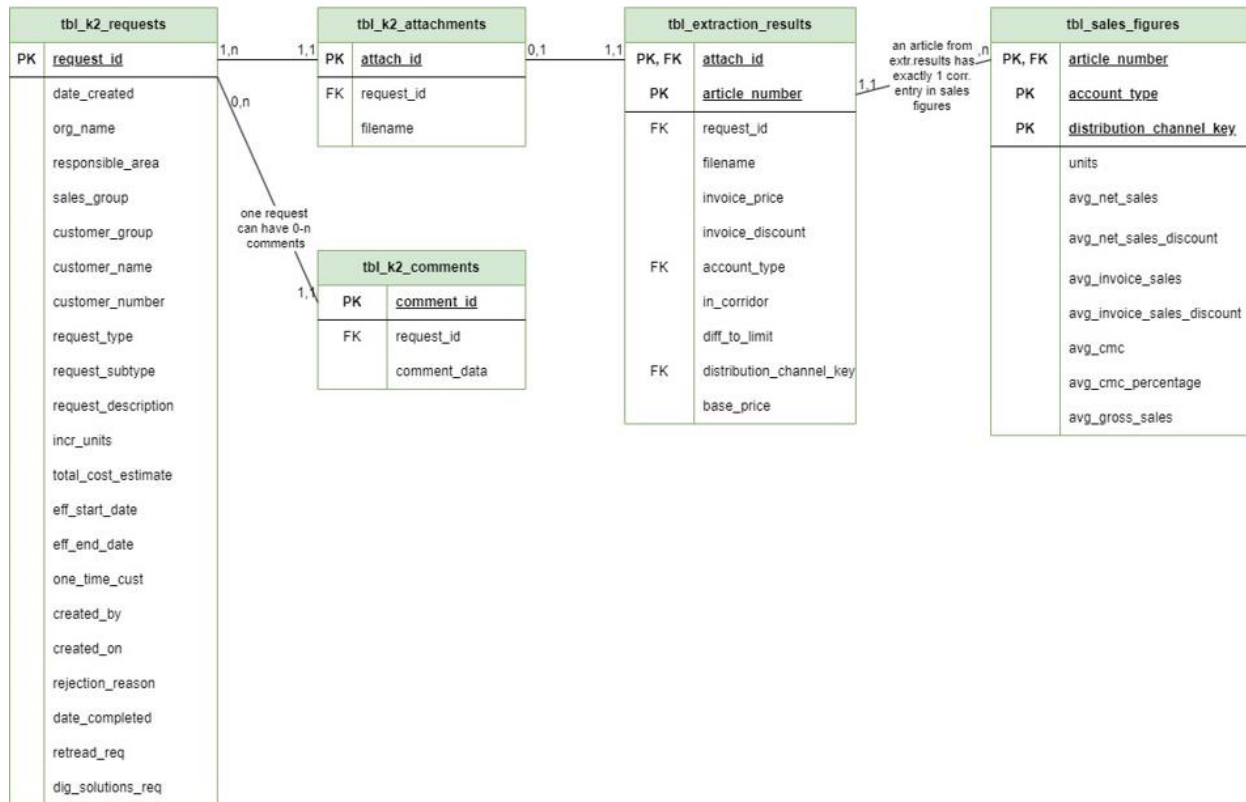 tbl_k2_requests
PK request_id
date_created
org_name
responsible_area
sales_group
customer_group
customer_name
customer_number
request_type
request_subtype
request_description
incr_units
total_cost_estimate
eff_start_date
eff_end_date
one_time_cust
created_by
created_on
rejection_reason
date_completed
retread_req
dig_solutions_req
1,n
1,1
0,n
one request
can have 0-n
comments
1,1
tbl_k2_attachments
PK attach_id
FK request_id
filename
tbl_k2_comments
PK comment_id
FK request_id
comment_data
0,1
1,1
tbl_extraction_results
PK, FK attach_id
PK article_number
FK request_id
filename
invoice_price
invoice_discount
FK account_type
in_corridor
diff_to_limit
FK distribution_channel_key
base_price
1,1
an article from
extr.results has
exactly 1 corr.
entry in sales
figures
,n
tbl_sales_figures
PK, FK article_number
PK account_type
PK distribution_channel_key
units
avg_net_sales
avg_net_sales_discount
avg_invoice_sales
avg_invoice_sales_discount
avg_cmc
avg_cmc_percentage
avg_gross_sales